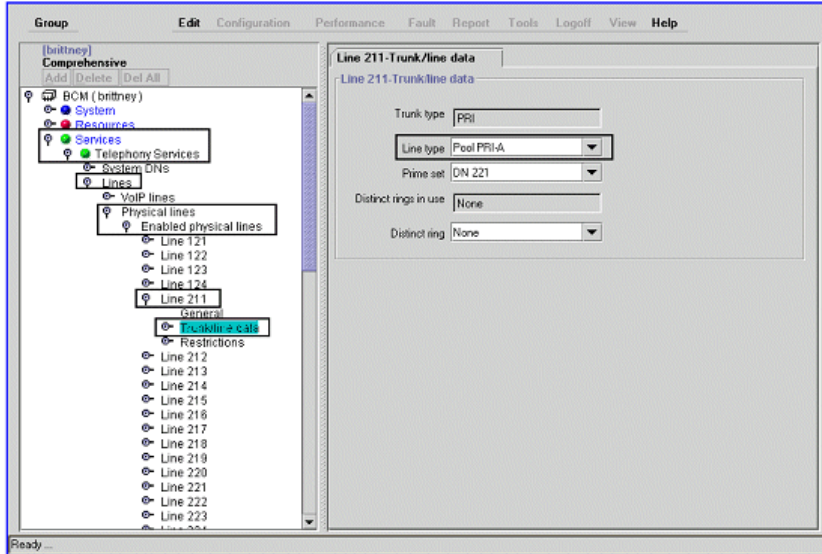 Group Edit Configuration Performance Fault Report Tools Logoff View Help
(brittney)
Comprehensive
Add Delete Del All
BCM (brittney)
System
Resources
Services
Telephony Services
System DNs
Lines
VoIP lines
Physical lines
Enabled physical lines
Line 121
Line 122
Line 123
Line 124
Line 211
General
Trunk/line data
Restrictions
Line 212
Line 213
Line 214
Line 215
Line 216
Line 217
Line 218
Line 219
Line 220
Line 221
Line 222
Line 223
Line 211-Trunk/line data
Line 211-Trunk/line data
Trunk type PRI
Line type Pool PRI-A
Prime set DN 221
Distinct rings in use None
Distinct ring None
Ready ...